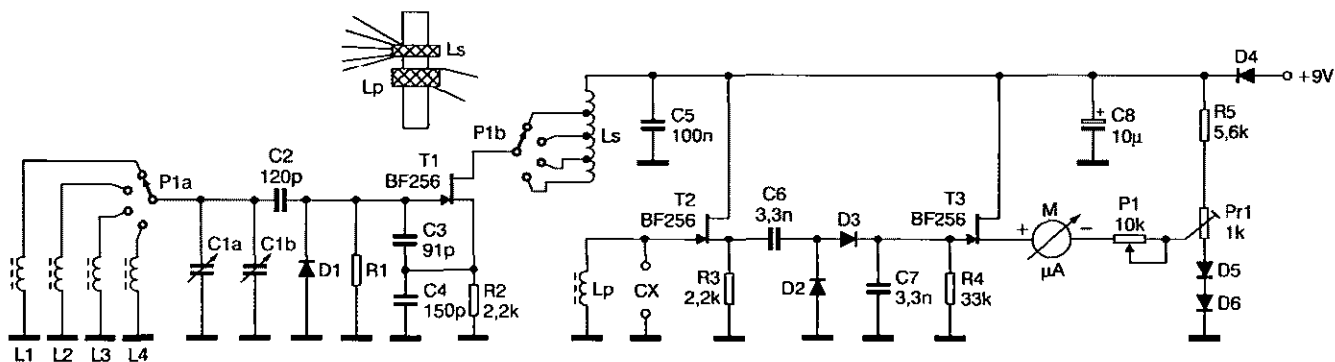 Ls
Lp
D4
+9V
P1b
Ls
C5
100n
C8
10µ
+
R5
5,6k
P1a
C2
120p
T1
BF256
T2
BF256
C6
3,3n
D3
T3
BF256
M
+
−
µA
P1
10k
Pr1
1k
C1a
C1b
D1
R1
C3
91p
C4
150p
R2
2,2k
Lp
CX
R3
2,2k
D2
C7
3,3n
R4
33k
D5
D6
L1
L2
L3
L4